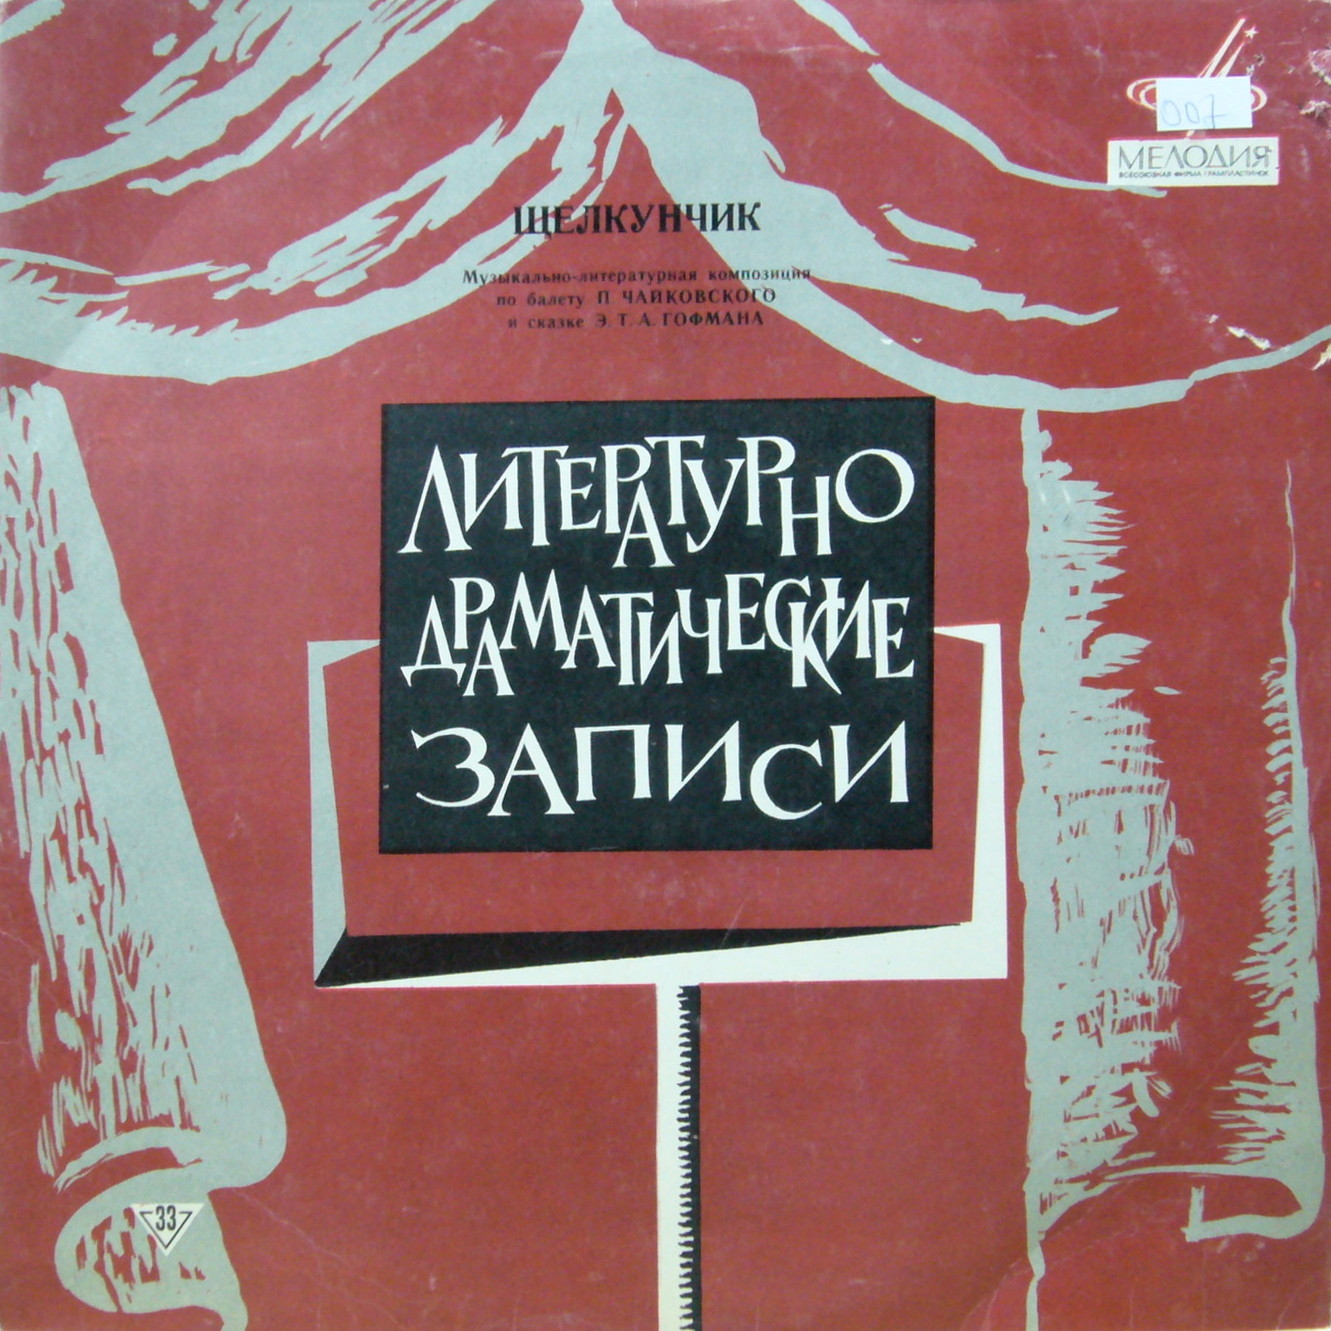 007
МЕЛОДИЯ
ВСЕСОЮЗНАЯ ФИРМА ГРАМПЛАСТИНОК
ЩЕЛКУНЧИК
Музыкально-литературная композиция
по балету П. ЧАЙКОВСКОГО
и сказке Э. Т. А. ГОФМАНА
ЛИТЕРАТУРНО
ДРАМАТИЧЕСКИЕ
ЗАПИСИ
33